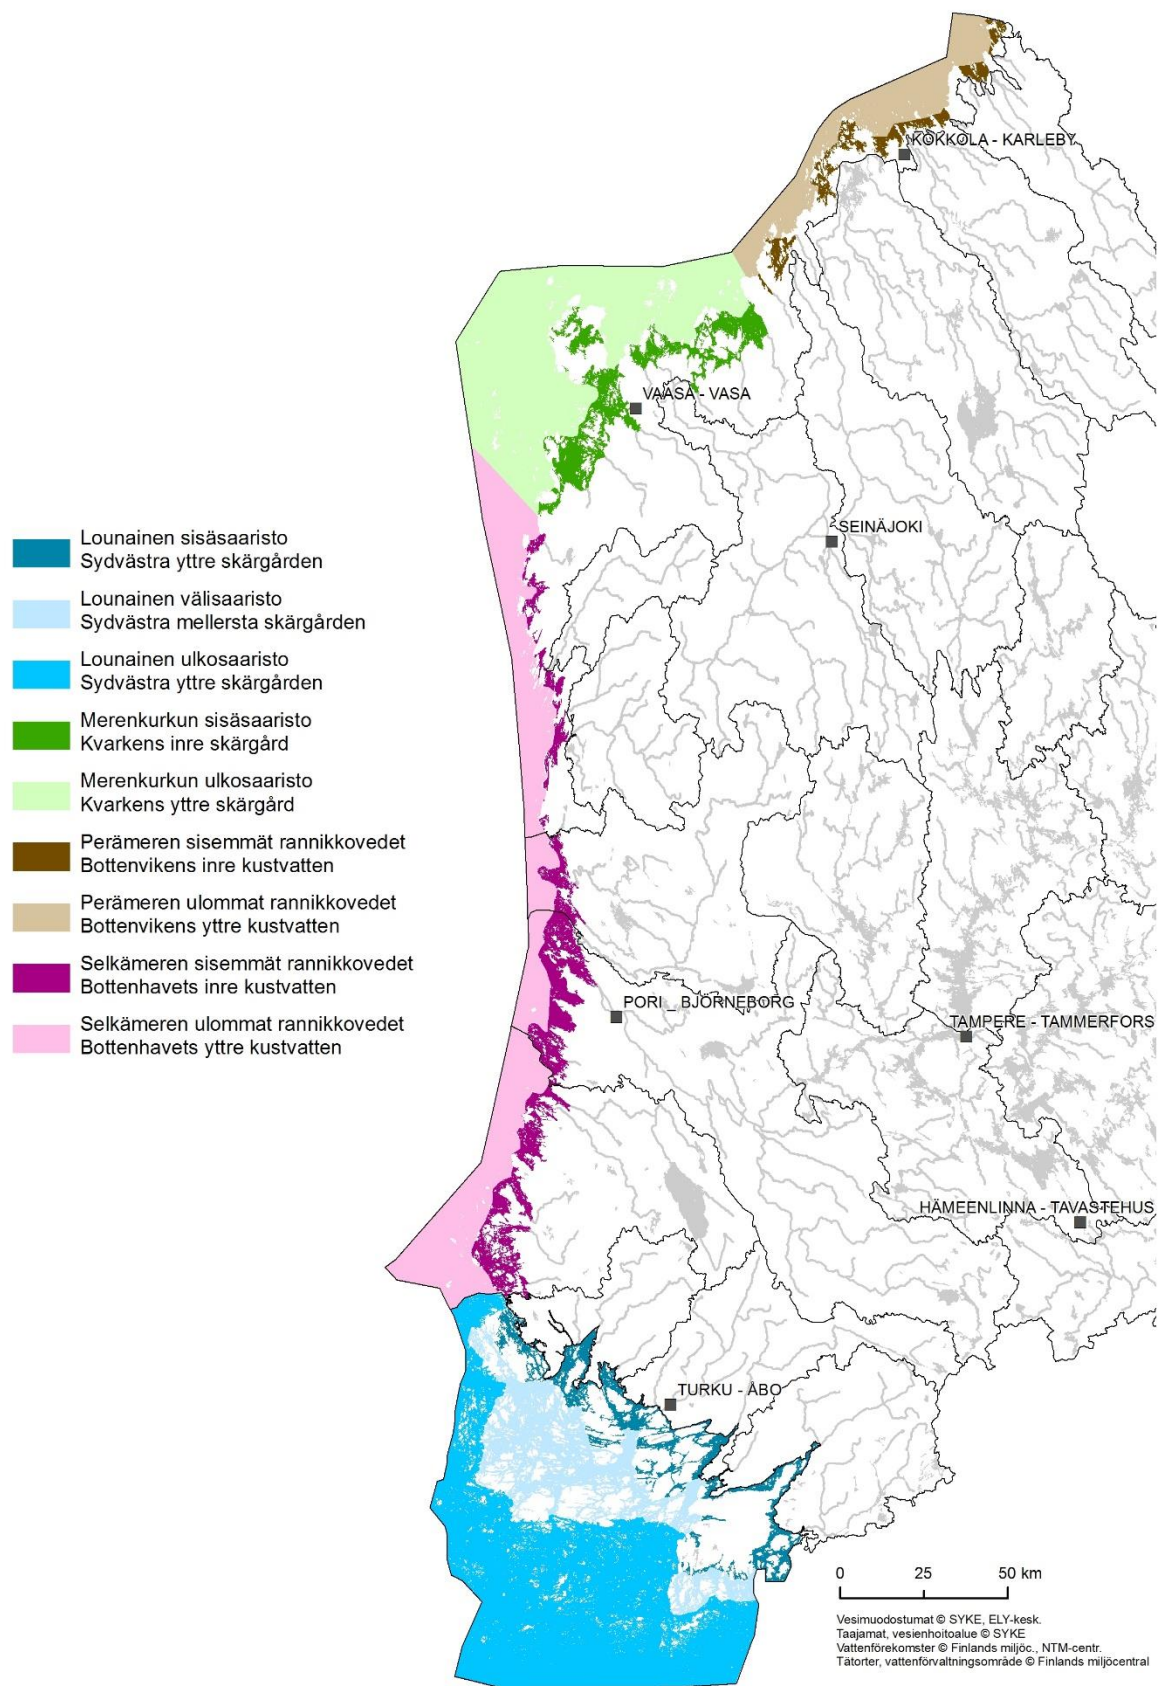 KOKKOLA - KARLEBY
VAASA - VASA
SEINÄJOKI
Lounainen sisäsaaristo
Sydvästra yttre skärgården
Lounainen välisaaristo
Sydvästra mellersta skärgården
Lounainen ulkosaaristo
Sydvästra yttre skärgården
Merenkurkun sisäsaaristo
Kvarkens inre skärgård
Merenkurkun ulkosaaristo
Kvarkens yttre skärgård
Perämeren sisemmät rannikkovedet
Bottenvikens inre kustvatten
Perämeren ulommat rannikkovedet
Bottenvikens yttre kustvatten
Selkämeren sisemmät rannikkovedet
Bottenhavets inre kustvatten
Selkämeren ulommat rannikkovedet
Bottenhavets yttre kustvatten
PORI _ BJÖRNEBORG
TAMPERE - TAMMERFORS
HÄMEENLINNA - TAVASTEHUS
TURKU - ÅBO
0 25 50 km
Vesimuodostumat © SYKE, ELY-kesk.
Taajamat, vesienhoitoalue © SYKE
Vattenförekomster © Finlands miljöc., NTM-centr.
Tätorter, vattenförvaltningsområde © Finlands miljöcentral